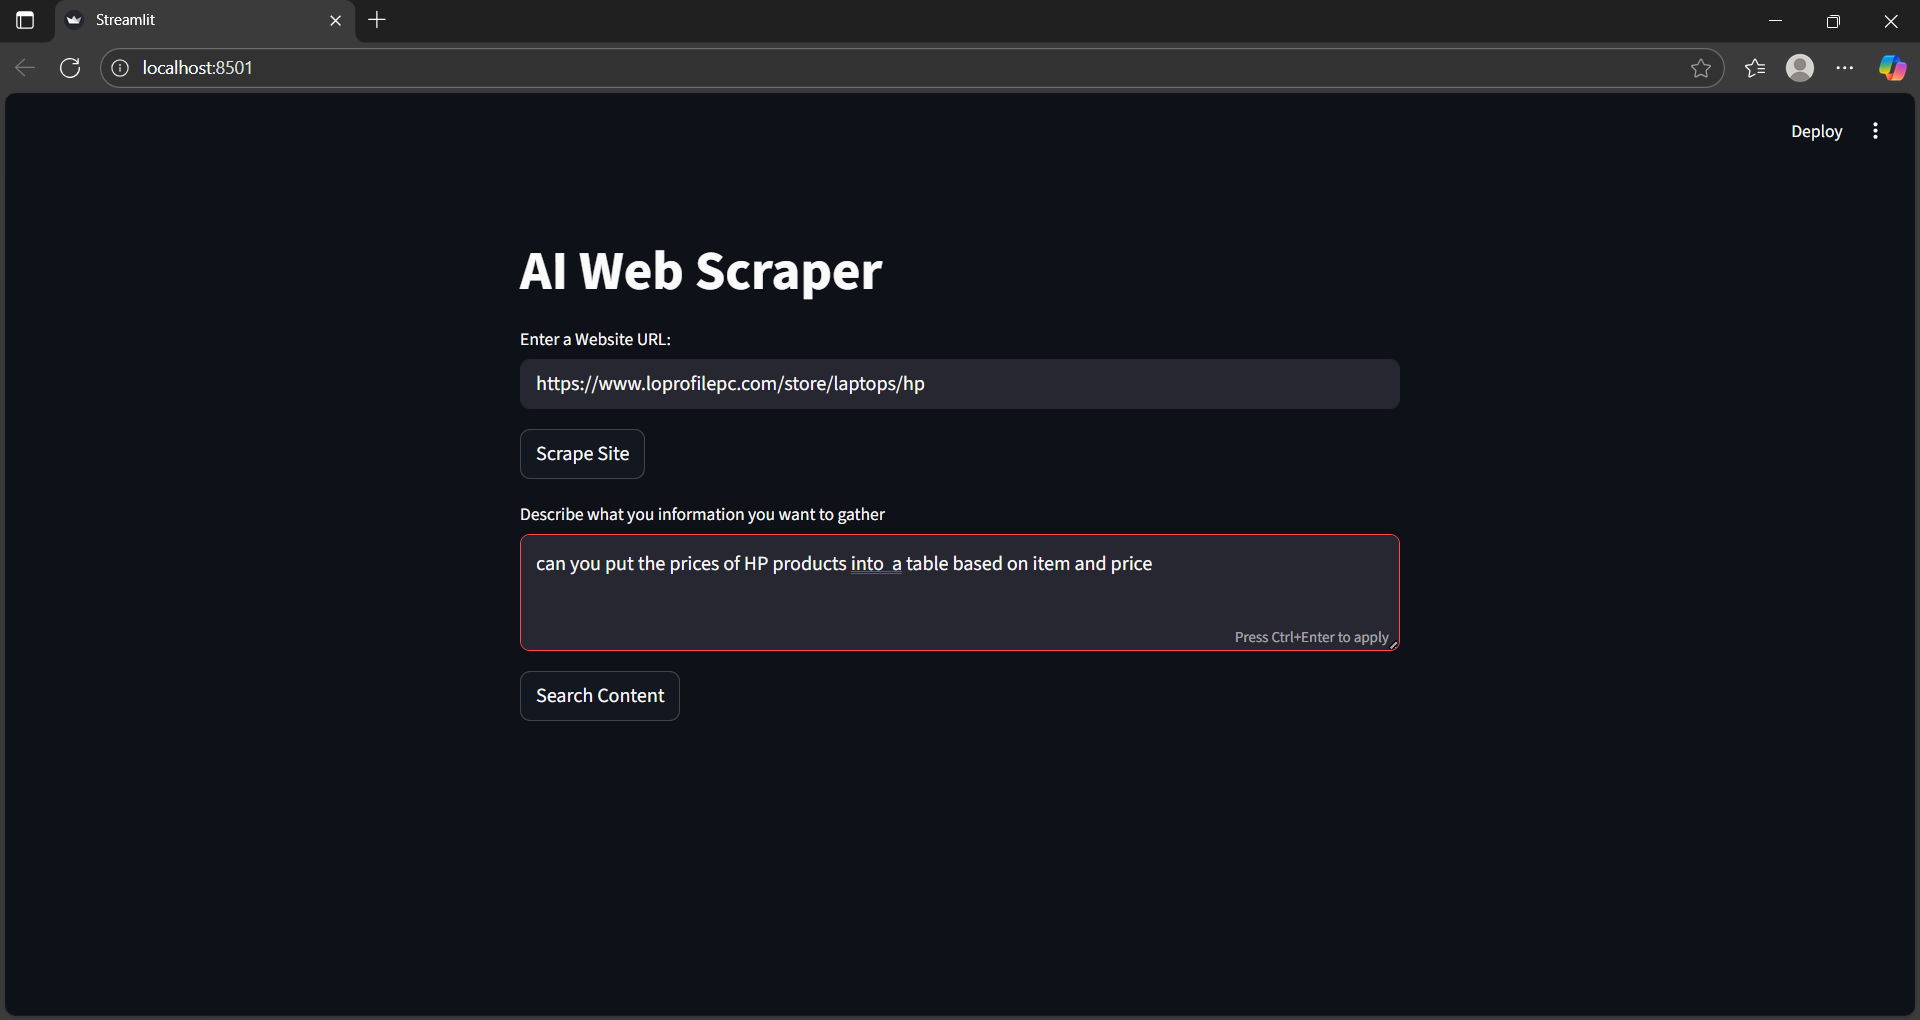 Streamlit
localhost:8501
Deploy
AI Web Scraper
Enter a Website URL:
https://www.loprofilepc.com/store/laptops/hp
Scrape Site
Describe what you information you want to gather
can you put the prices of HP products into  a table based on item and price
Press Ctrl+Enter to apply
Search Content